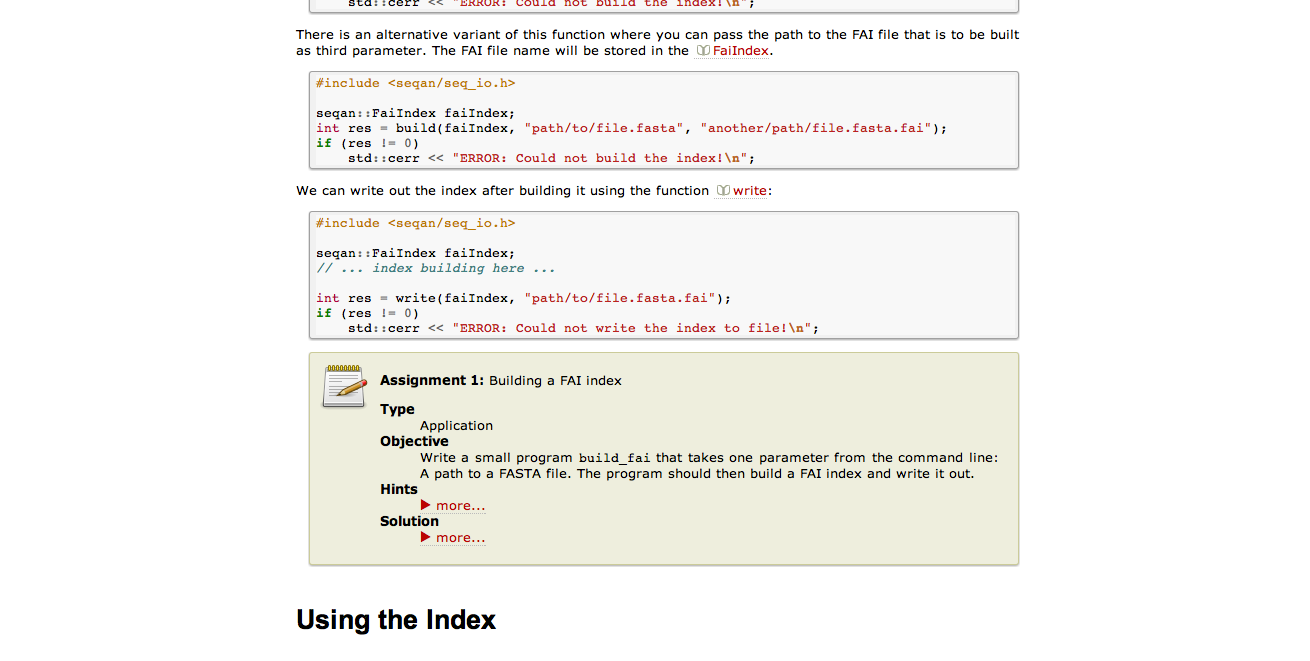 std::cerr << "ERROR: Could not build the index!\n";
There is an alternative variant of this function where you can pass the path to the FAI file that is to be built
as third parameter. The FAI file name will be stored in the FaiIndex.
#include <seqan/seq_io.h>
seqan::FaiIndex faiIndex;
int res = build(faiIndex, "path/to/file.fasta", "another/path/file.fasta.fai");
if (res != 0)
std::cerr << "ERROR: Could not build the index!\n";
We can write out the index after building it using the function write:
#include <seqan/seq_io.h>
seqan::FaiIndex faiIndex;
// ... index building here ...
int res = write(faiIndex, "path/to/file.fasta.fai");
if (res != 0)
std::cerr << "ERROR: Could not write the index to file!\n";
Assignment 1: Building a FAI index
Type
Application
Objective
Write a small program build_fai that takes one parameter from the command line:
A path to a FASTA file. The program should then build a FAI index and write it out.
Hints
more...
Solution
more...
Using the Index